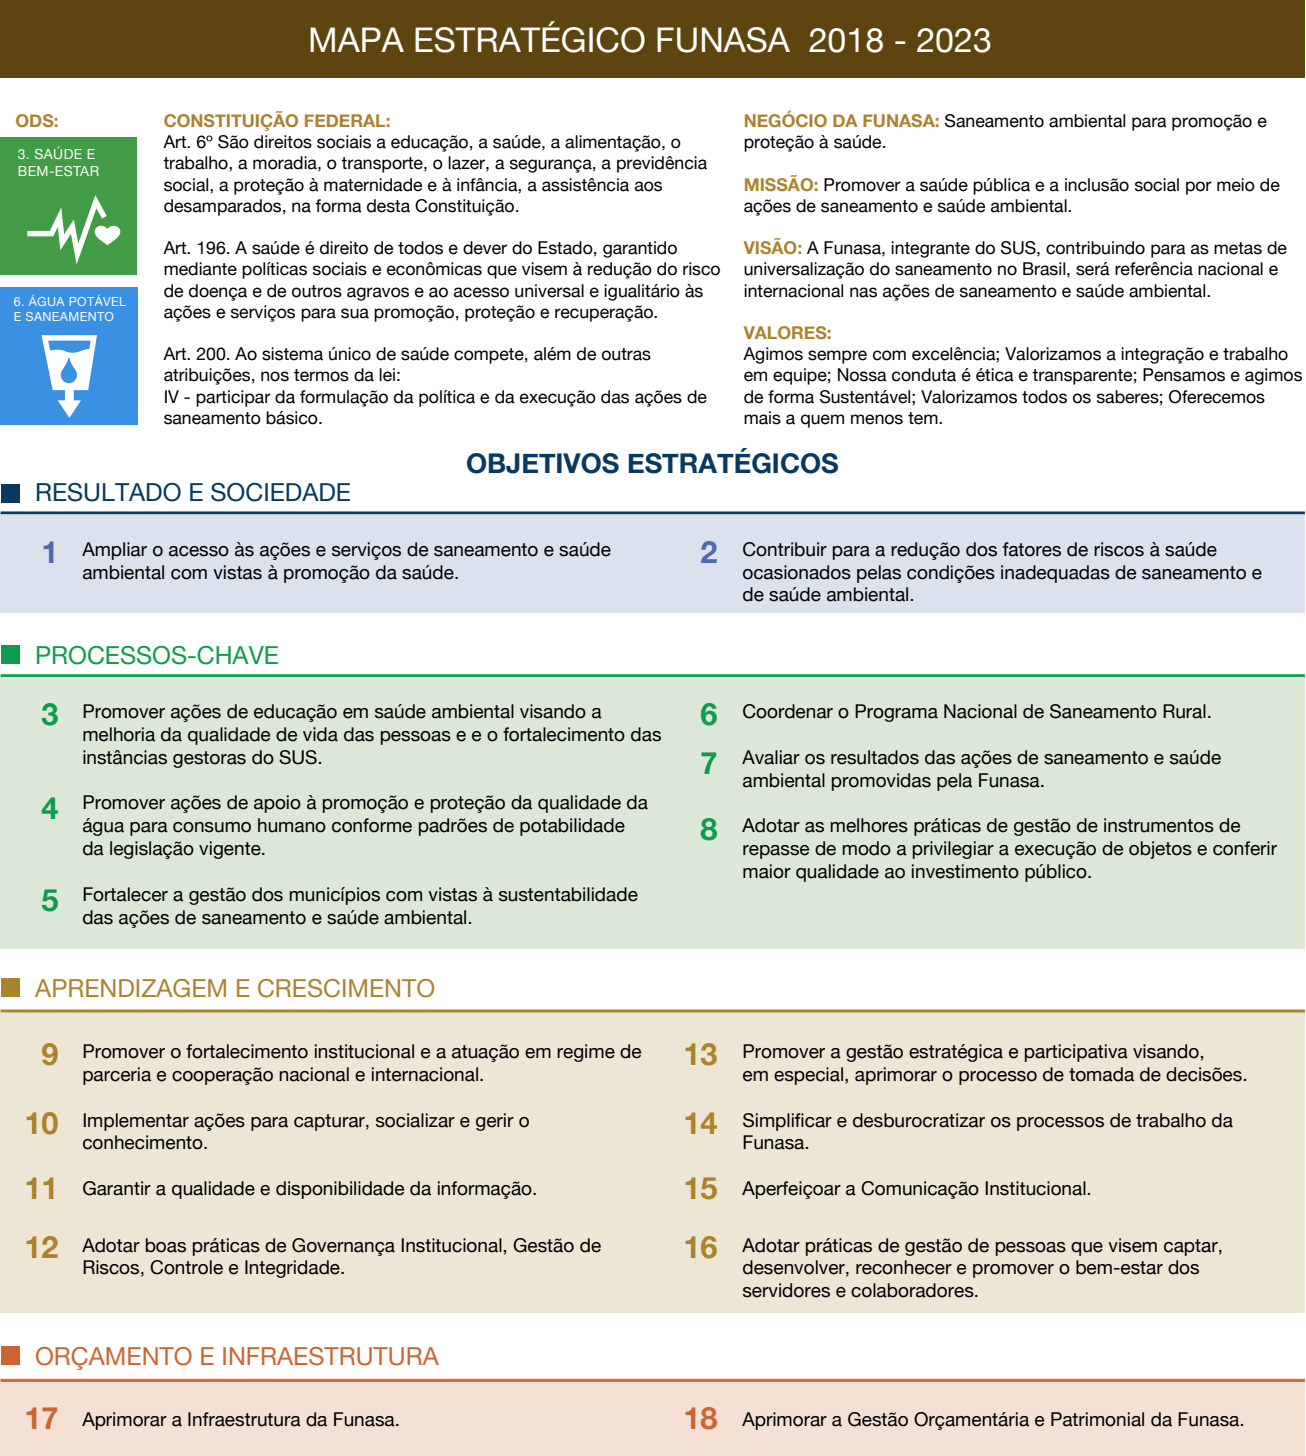 MAPA ESTRATÉGICO FUNASA 2018 - 2023
ODS:
3. SAÚDE E
BEM-ESTAR
6. ÁGUA POTÁVEL
E SANEAMENTO
CONSTITUIÇÃO FEDERAL:
Art. 6º São direitos sociais a educação, a saúde, a alimentação, o
trabalho, a moradia, o transporte, o lazer, a segurança, a previdência
social, a proteção à maternidade e à infância, a assistência aos
desamparados, na forma desta Constituição.
Art. 196. A saúde é direito de todos e dever do Estado, garantido
mediante políticas sociais e econômicas que visem à redução do risco
de doença e de outros agravos e ao acesso universal e igualitário às
ações e serviços para sua promoção, proteção e recuperação.
Art. 200. Ao sistema único de saúde compete, além de outras
atribuições, nos termos da lei:
IV - participar da formulação da política e da execução das ações de
saneamento básico.
NEGÓCIO DA FUNASA: Saneamento ambiental para promoção e
proteção à saúde.
MISSÃO: Promover a saúde pública e a inclusão social por meio de
ações de saneamento e saúde ambiental.
VISÃO: A Funasa, integrante do SUS, contribuindo para as metas de
universalização do saneamento no Brasil, será referência nacional e
internacional nas ações de saneamento e saúde ambiental.
VALORES:
Agimos sempre com excelência; Valorizamos a integração e trabalho
em equipe; Nossa conduta é ética e transparente; Pensamos e agimos
de forma Sustentável; Valorizamos todos os saberes; Oferecemos
mais a quem menos tem.
OBJETIVOS ESTRATÉGICOS
RESULTADO E SOCIEDADE
1 Ampliar o acesso às ações e serviços de saneamento e saúde
ambiental com vistas à promoção da saúde.
2 Contribuir para a redução dos fatores de riscos à saúde
ocasionados pelas condições inadequadas de saneamento e
de saúde ambiental.
PROCESSOS-CHAVE
3 Promover ações de educação em saúde ambiental visando a
melhoria da qualidade de vida das pessoas e e o fortalecimento das
instâncias gestoras do SUS.
4 Promover ações de apoio à promoção e proteção da qualidade da
água para consumo humano conforme padrões de potabilidade
da legislação vigente.
5 Fortalecer a gestão dos municípios com vistas à sustentabilidade
das ações de saneamento e saúde ambiental.
6 Coordenar o Programa Nacional de Saneamento Rural.
7 Avaliar os resultados das ações de saneamento e saúde
ambiental promovidas pela Funasa.
8 Adotar as melhores práticas de gestão de instrumentos de
repasse de modo a privilegiar a execução de objetos e conferir
maior qualidade ao investimento público.
APRENDIZAGEM E CRESCIMENTO
9 Promover o fortalecimento institucional e a atuação em regime de
parceria e cooperação nacional e internacional.
10 Implementar ações para capturar, socializar e gerir o
conhecimento.
11 Garantir a qualidade e disponibilidade da informação.
12 Adotar boas práticas de Governança Institucional, Gestão de
Riscos, Controle e Integridade.
13 Promover a gestão estratégica e participativa visando,
em especial, aprimorar o processo de tomada de decisões.
14 Simplificar e desburocratizar os processos de trabalho da
Funasa.
15 Aperfeiçoar a Comunicação Institucional.
16 Adotar práticas de gestão de pessoas que visem captar,
desenvolver, reconhecer e promover o bem-estar dos
servidores e colaboradores.
ORÇAMENTO E INFRAESTRUTURA
17 Aprimorar a Infraestrutura da Funasa.
18 Aprimorar a Gestão Orçamentária e Patrimonial da Funasa.